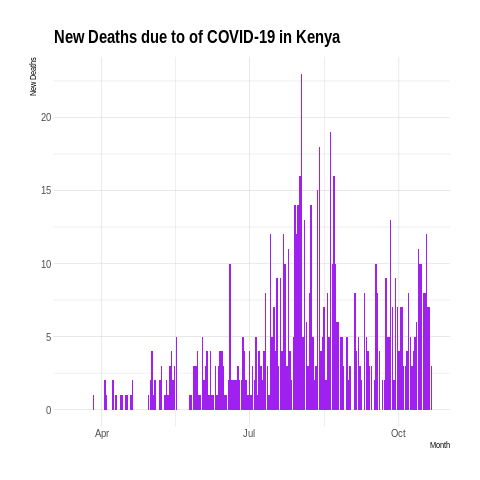 New Deaths due to of COVID-19 in Kenya
New Deaths
20
15
10
5
0
Apr
Jul
Oct
Month